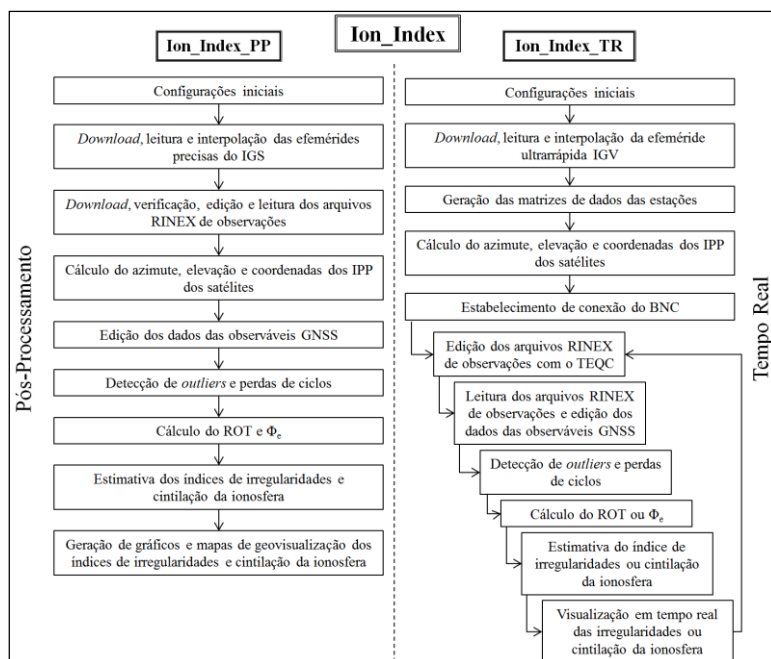 Ion_Index
Ion_Index_PP
Configurações iniciais
Download, leitura e interpolação das efemérides
precisas do IGS
Download, verificação, edição e leitura dos arquivos
RINEX de observações
Cálculo do azimute, elevação e coordenadas dos IPP
dos satélites
Edição dos dados das observáveis GNSS
Detecção de outliers e perdas de ciclos
Cálculo do ROT e Φe
Estimativa dos índices de irregularidades e
cintilação da ionosfera
Geração de gráficos e mapas de geovisualização dos
índices de irregularidades e cintilação da ionosfera
Pós-Processamento
Ion_Index_TR
Configurações iniciais
Download, leitura e interpolação da efeméride
ultrarrápida IGV
Geração das matrizes de dados das estações
Cálculo do azimute, elevação e coordenadas dos IPP
dos satélites
Estabelecimento de conexão do BNC
Edição dos arquivos RINEX
de observações com o TEQC
Leitura dos arquivos RINEX
de observações e edição dos
dados das observáveis GNSS
Detecção de outliers e perdas
de ciclos
Cálculo do ROT ou Φe
Estimativa do índice de
irregularidades ou cintilação
da ionosfera
Visualização em tempo real
das irregularidades ou
cintilação da ionosfera
Tempo Real